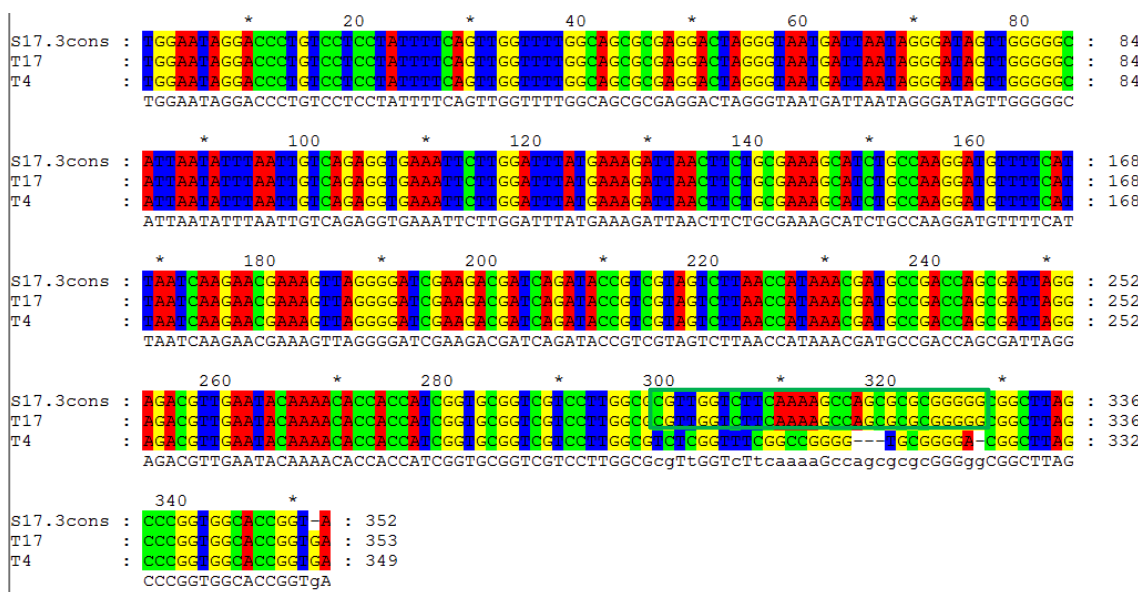 * 20 * 40 * 60 * 80
S17.3cons : TGGAATAGGACCCTGTCCTCCTATTTTCAGTTGGTTTTGGCAGCGCGAGGACTAGGGTAATGATTAATAGGGATAGTTGGGGGC : 84
T17 : TGGAATAGGACCCTGTCCTCCTATTTTCAGTTGGTTTTGGCAGCGCGAGGACTAGGGTAATGATTAATAGGGATAGTTGGGGGC : 84
T4 : TGGAATAGGACCCTGTCCTCCTATTTTCAGTTGGTTTTGGCAGCGCGAGGACTAGGGTAATGATTAATAGGGATAGTTGGGGGC : 84
TGGAATAGGACCCTGTCCTCCTATTTTCAGTTGGTTTTGGCAGCGCGAGGACTAGGGTAATGATTAATAGGGATAGTTGGGGGC
* 100 * 120 * 140 * 160
S17.3cons : ATTAATATTTAATTGTCAGAGGTGAAATTCTTGGATTTATGAAAGATTAACTTCTGCGAAAGCATCTGCCAAGGATGTTTTCAT : 168
T17 : ATTAATATTTAATTGTCAGAGGTGAAATTCTTGGATTTATGAAAGATTAACTTCTGCGAAAGCATCTGCCAAGGATGTTTTCAT : 168
T4 : ATTAATATTTAATTGTCAGAGGTGAAATTCTTGGATTTATGAAAGATTAACTTCTGCGAAAGCATCTGCCAAGGATGTTTTCAT : 168
ATTAATATTTAATTGTCAGAGGTGAAATTCTTGGATTTATGAAAGATTAACTTCTGCGAAAGCATCTGCCAAGGATGTTTTCAT
* 180 * 200 * 220 * 240 *
S17.3cons : TAATCAAGAACGAAAGTTAGGGGATCGAAGACGATCAGATACCGTCGTAGTCTTAACCATAAACGATGCCGACCAGCGATTAGG : 252
T17 : TAATCAAGAACGAAAGTTAGGGGATCGAAGACGATCAGATACCGTCGTAGTCTTAACCATAAACGATGCCGACCAGCGATTAGG : 252
T4 : TAATCAAGAACGAAAGTTAGGGGATCGAAGACGATCAGATACCGTCGTAGTCTTAACCATAAACGATGCCGACCAGCGATTAGG : 252
TAATCAAGAACGAAAGTTAGGGGATCGAAGACGATCAGATACCGTCGTAGTCTTAACCATAAACGATGCCGACCAGCGATTAGG
260 * 280 * 300 * 320 *
S17.3cons : AGACGTTGAATACAAAACACCACCATCGGTGCGGTCGTCCTTGGCGCGTTGGTCTTCAAAAGCCAGCGCGCGGGGGCGGCTTAG : 336
T17 : AGACGTTGAATACAAAACACCACCATCGGTGCGGTCGTCCTTGGCGCGTTGGTCTTCAAAAGCCAGCGCGCGGGGGCGGCTTAG : 336
T4 : AGACGTTGAATACAAAACACCACCATCGGTGCGGTCGTCCTTGGCGTCTCGGTTTCGGCCGGGG---TGCGGGGA-CGGCTTAG : 332
AGACGTTGAATACAAAACACCACCATCGGTGCGGTCGTCCTTGGCGcgTtGGTcTtcaaaaGccagcgcgcGGGggCGGCTTAG
340 *
S17.3cons : CCCGGTGGCACCGGT-A : 352
T17 : CCCGGTGGCACCGGTGA : 353
T4 : CCCGGTGGCACCGGTGA : 349
CCCGGTGGCACCGGTgA